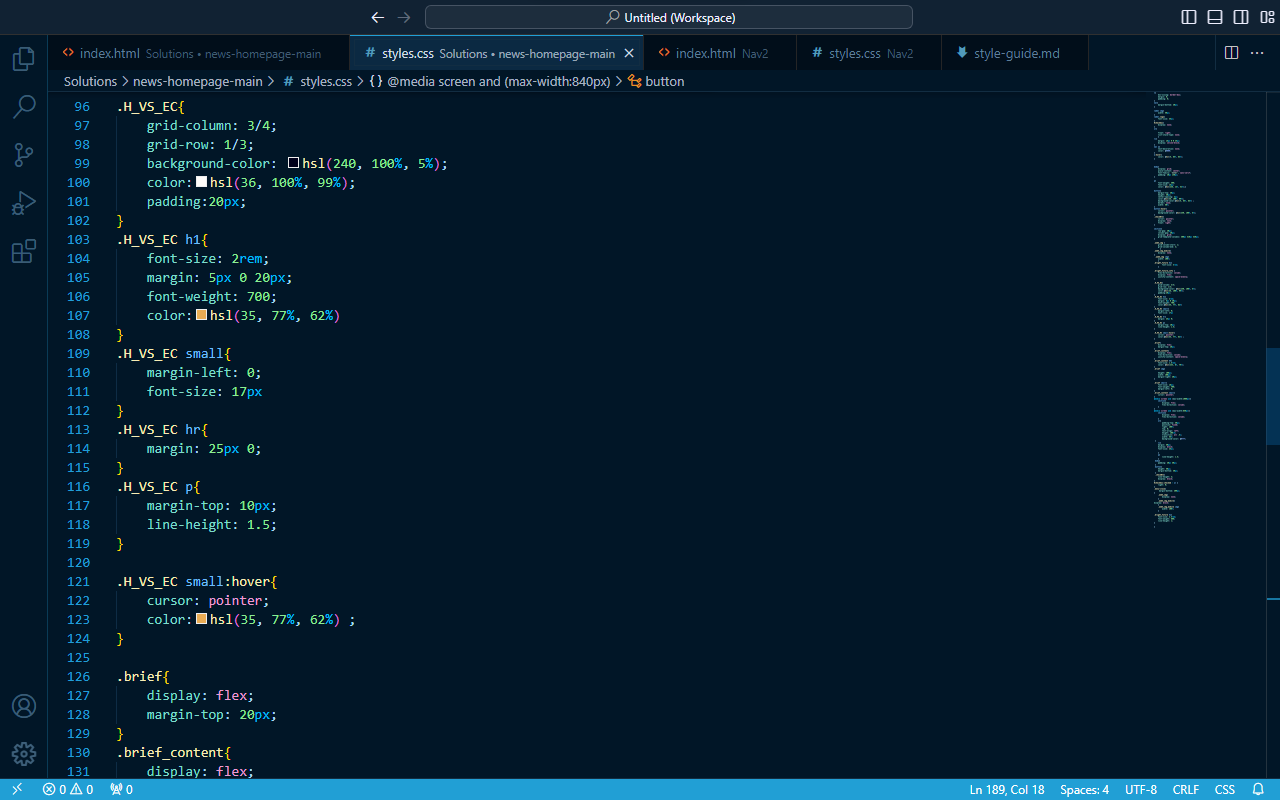 Untitled (Workspace)
index.html Solutions • news-homepage-main
styles.css Solutions • news-homepage-main
index.html Nav2
styles.css Nav2
style-guide.md
Solutions > news-homepage-main > # styles.css > {} @media screen and (max-width:840px) > button
96 .H_VS_EC{
97 grid-column: 3/4;
98 grid-row: 1/3;
99 background-color: hsl(240, 100%, 5%);
100 color: hsl(36, 100%, 99%);
101 padding:20px;
102 }
103 .H_VS_EC h1{
104 font-size: 2rem;
105 margin: 5px 0 20px;
106 font-weight: 700;
107 color: hsl(35, 77%, 62%)
108 }
109 .H_VS_EC small{
110 margin-left: 0;
111 font-size: 17px
112 }
113 .H_VS_EC hr{
114 margin: 25px 0;
115 }
116 .H_VS_EC p{
117 margin-top: 10px;
118 line-height: 1.5;
119 }
120
121 .H_VS_EC small:hover{
122 cursor: pointer;
123 color: hsl(35, 77%, 62%) ;
124 }
125
126 .brief{
127 display: flex;
128 margin-top: 20px;
129 }
130 .brief_content{
131 display: flex;
0 0 0 Ln 189, Col 18 Spaces: 4 UTF-8 CRLF CSS